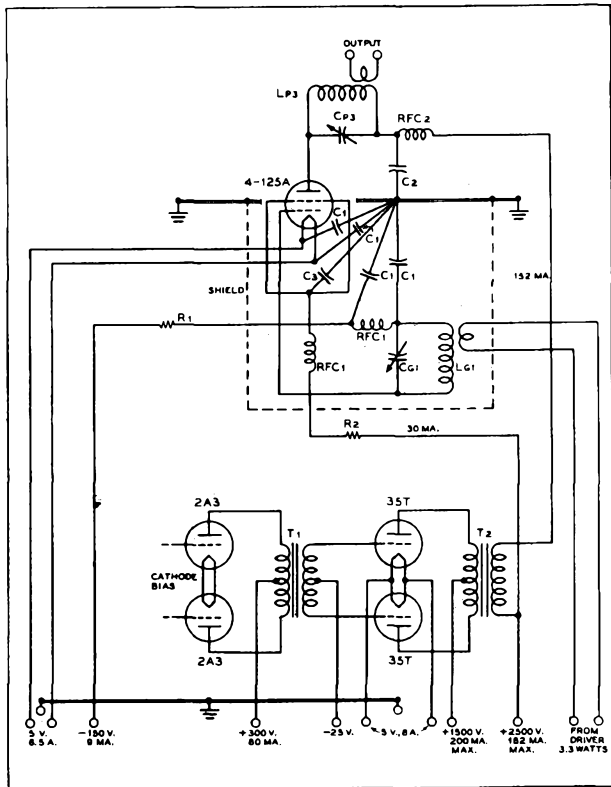 OUTPUT
LP3
CP3
RFC2
4-125A
C2
C1
C1
C3
C1
C1
SHIELD
152 MA.
R1
RFC1
RFC1
CG1
LG1
R2
30 MA.
2A3
35T
T1
T2
CATHODE
BIAS
2A3
35T
5 V.
6.5 A.
-150 V.
9 MA.
+300 V.
80 MA.
-25 V.
5 V., 8 A.
+1500 V.
200 MA.
MAX.
+2500 V.
182 MA.
MAX.
FROM
DRIVER
3.3 WATTS